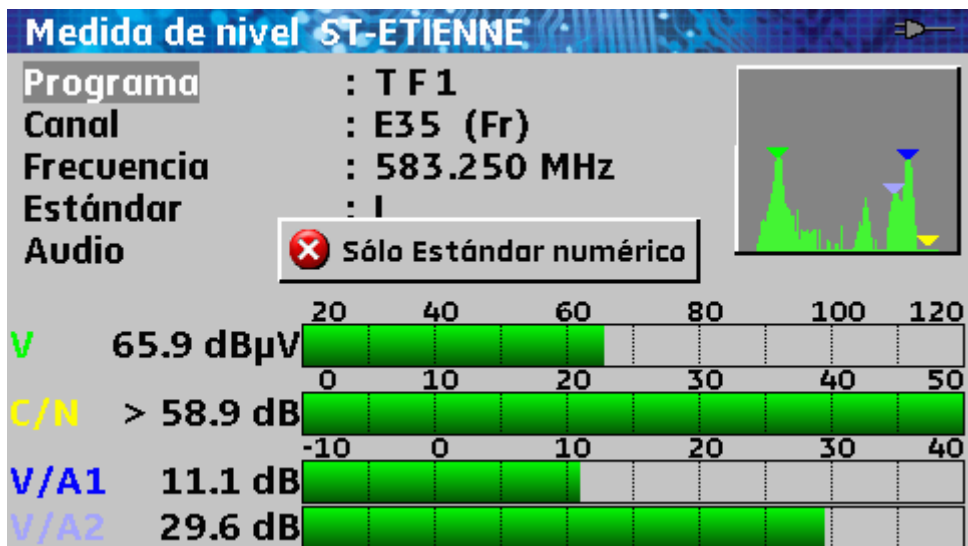 Medida de nivel ST-ETIENNE
Programa : T F 1
Canal : E35 (Fr)
Frecuencia : 583.250 MHz
Estándar :
Audio
Sólo Estándar numérico
20 40 60 80 100 120
V 65.9 dBµV
0 10 20 30 40 50
C/N > 58.9 dB
-10 0 10 20 30 40
V/A1 11.1 dB
V/A2 29.6 dB